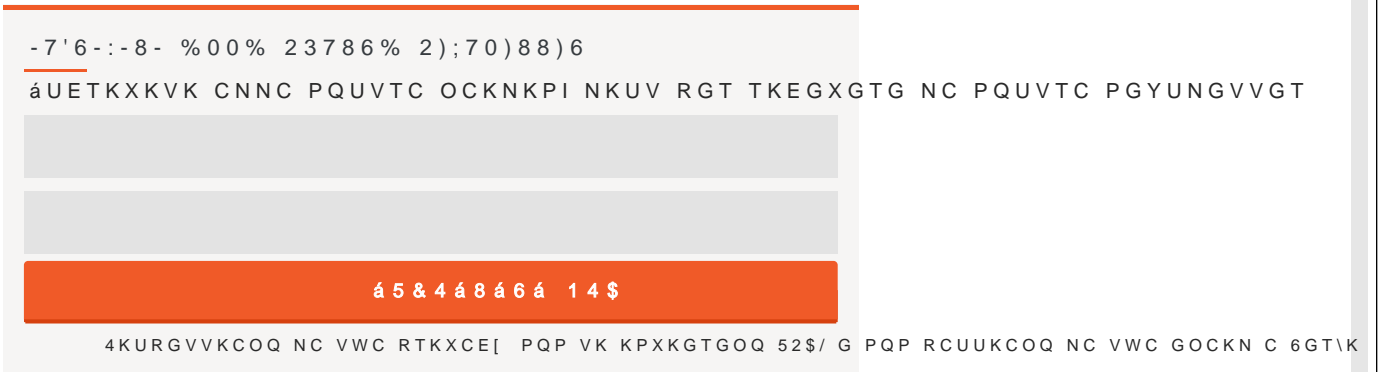 -7'6-:-8- %00% 23786% 2);70)88)6
áUETKXKVK CNNC PQUVTC OCKNKPI NKUV RGT TKEGXGTG NC PQUVTC PGYUNGVVGT
á5&4á8á6á 14$
4KURGVVKCOQ NC VWC RTKXCE[ PQP VK KPXKGTGOQ 52$/ G PQP RCUUKCOQ NC VWC GOCKN C 6GT\K